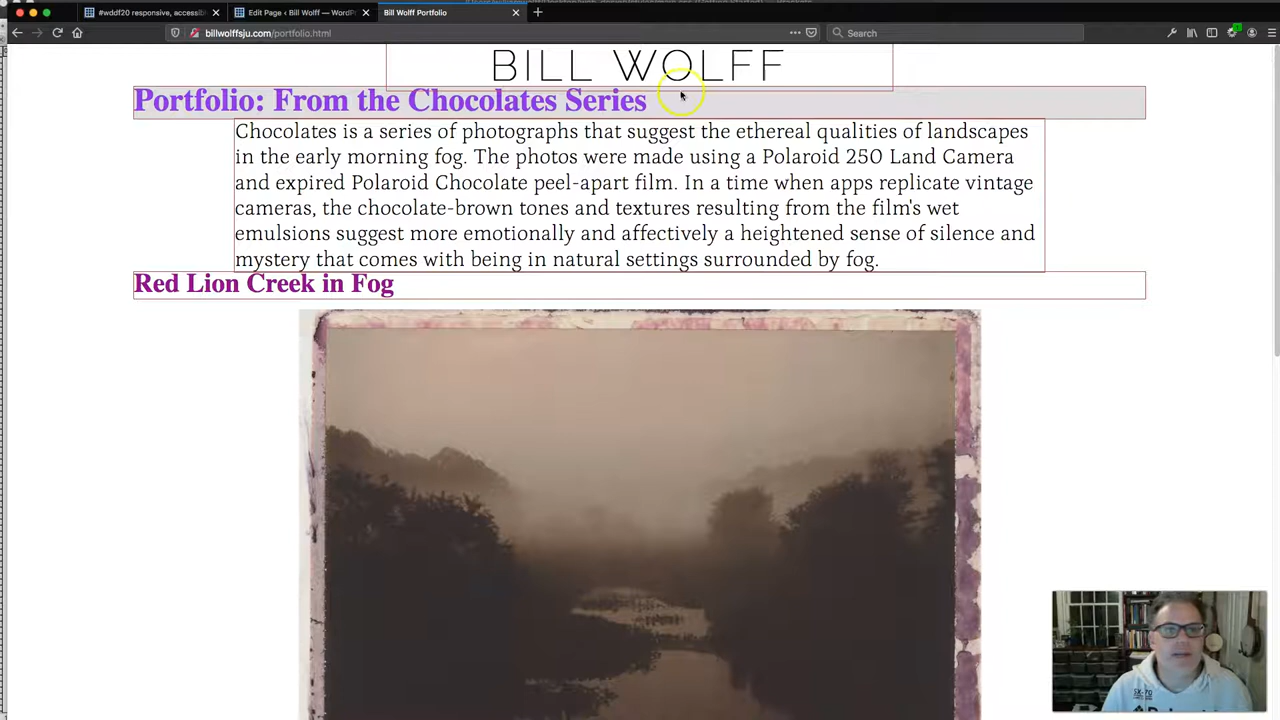 #wddf20 responsive, accessib
Edit Page ‹ Bill Wolff — WordP
Bill Wolff Portfolio
billwolffsju.com/portfolio.html
Search
BILL WOLFF
Portfolio: From the Chocolates Series
Chocolates is a series of photographs that suggest the ethereal qualities of landscapes
in the early morning fog. The photos were made using a Polaroid 250 Land Camera
and expired Polaroid Chocolate peel-apart film. In a time when apps replicate vintage
cameras, the chocolate-brown tones and textures resulting from the film's wet
emulsions suggest more emotionally and affectively a heightened sense of silence and
mystery that comes with being in natural settings surrounded by fog.
Red Lion Creek in Fog
SX-70